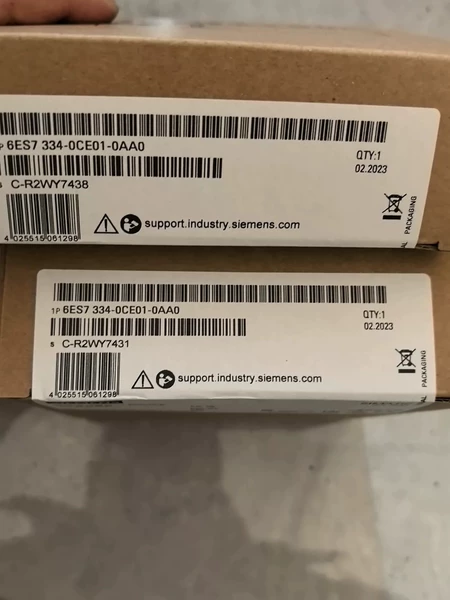 1P 6ES7 334-0CE01-0AA0
QTY:1
02.2023
S C-R2WY7438
support.industry.siemens.com
4 025515 061298
PACKAGING
1P 6ES7 334-0CE01-0AA0
QTY:1
02.2023
S C-R2WY7431
support.industry.siemens.com
4 025515 061298
PACKAGING